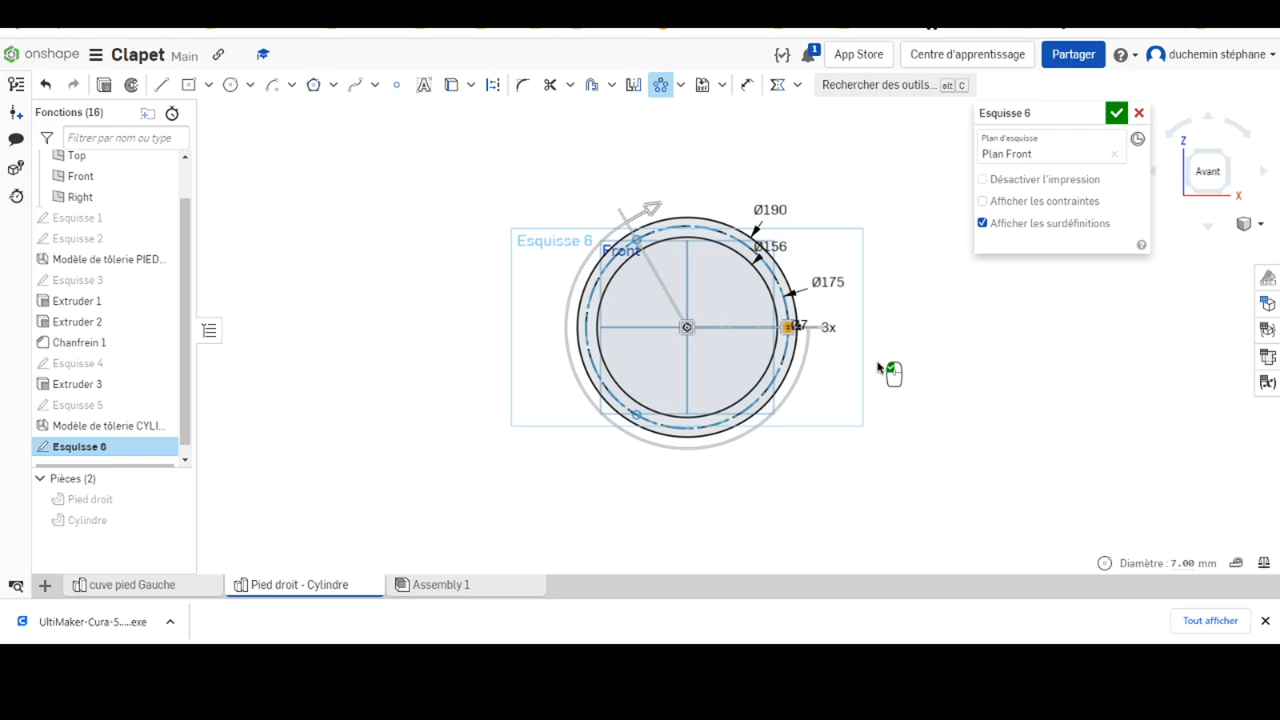 onshape Clapet Main 1 App Store Centre d'apprentissage Partager duchemin stéphane
Rechercher des outils... alt C
Fonctions (16)
Filtrer par nom ou type
Top
Front
Right
Esquisse 1
Esquisse 2
Modèle de tôlerie PIED...
Esquisse 3
Extruder 1
Extruder 2
Chanfrein 1
Esquisse 4
Extruder 3
Esquisse 5
Modèle de tôlerie CYLI...
Esquisse 6
Pièces (2)
Pied droit
Cylindre
Esquisse 6
Front
Ø190
Ø156
Ø175
Ø7
3x
Esquisse 6
Plan d'esquisse
Plan Front
Désactiver l'impression
Afficher les contraintes
Afficher les surdéfinitions
Z
Avant
X
Diamètre : 7.00 mm
cuve pied Gauche
Pied droit - Cylindre
Assembly 1
UltiMaker-Cura-5.....exe
Tout afficher